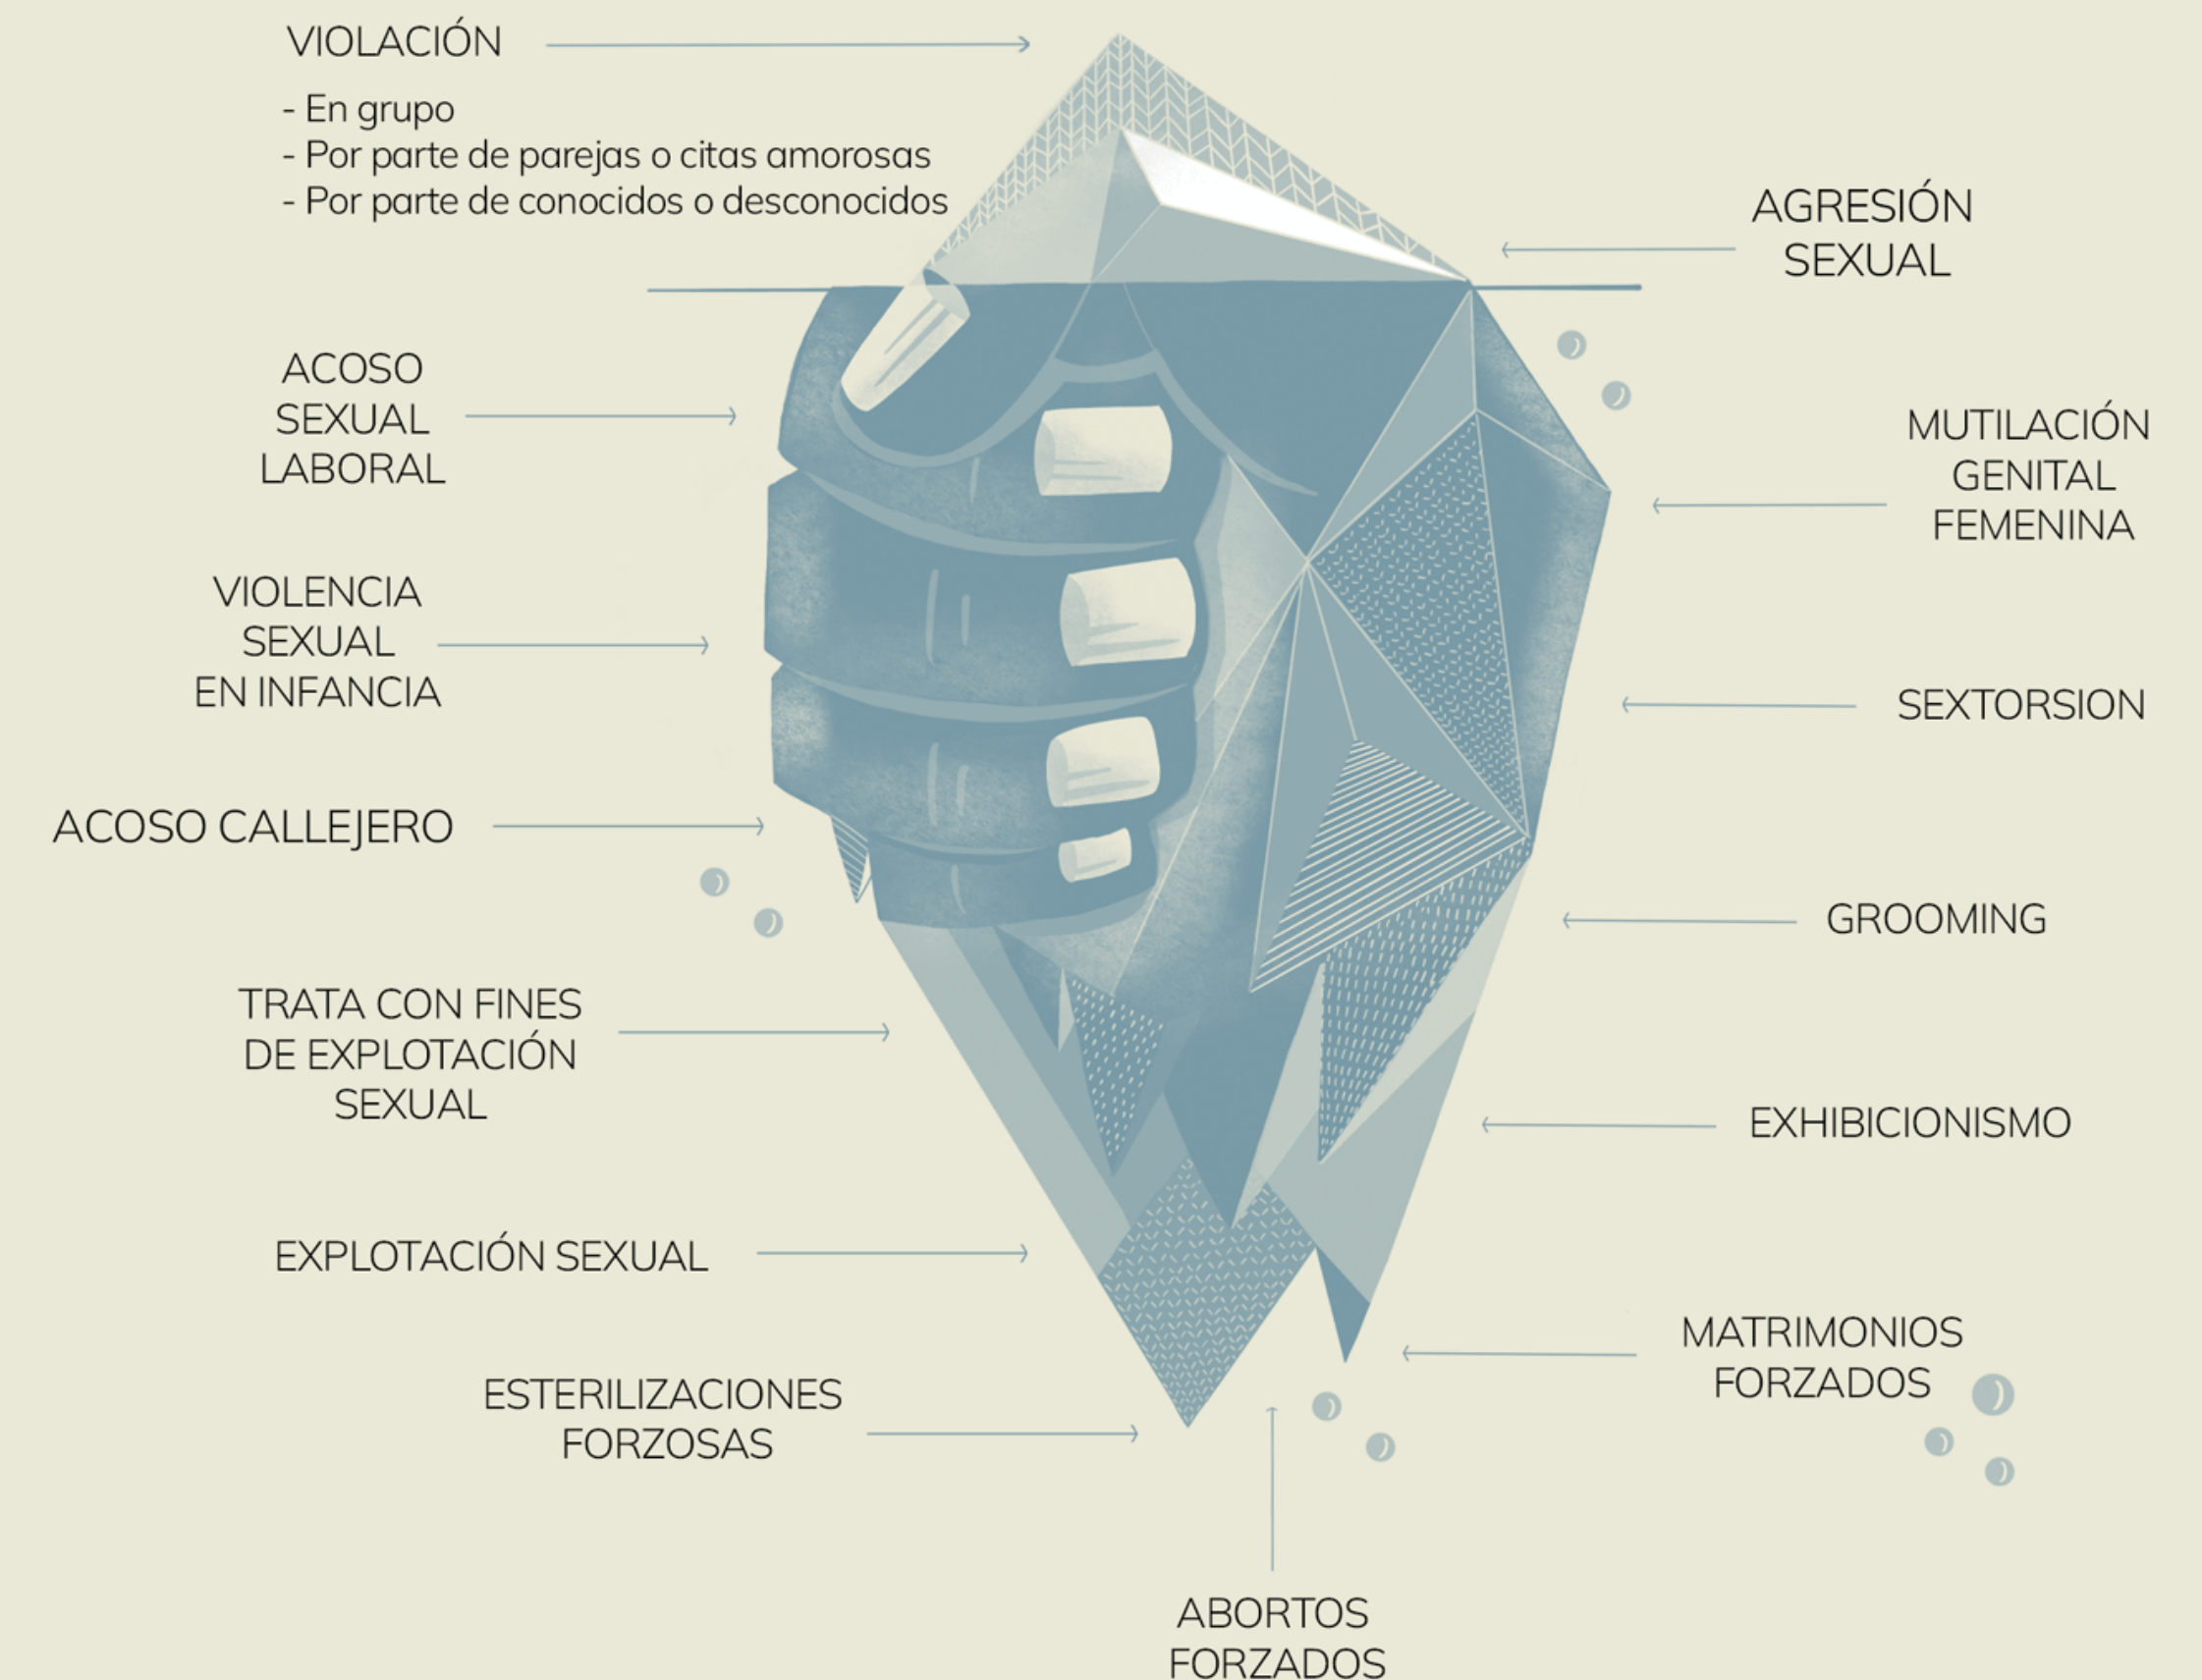 VIOLACIÓN
- En grupo
- Por parte de parejas o citas amorosas
- Por parte de conocidos o desconocidos
AGRESIÓN
SEXUAL
ACOSO
SEXUAL
LABORAL
MUTILACIÓN
GENITAL
FEMENINA
VIOLENCIA
SEXUAL
EN INFANCIA
SEXTORSION
ACOSO CALLEJERO
GROOMING
TRATA CON FINES
DE EXPLOTACIÓN
SEXUAL
EXHIBICIONISMO
EXPLOTACIÓN SEXUAL
MATRIMONIOS
FORZADOS
ESTERILIZACIONES
FORZOSAS
ABORTOS
FORZADOS